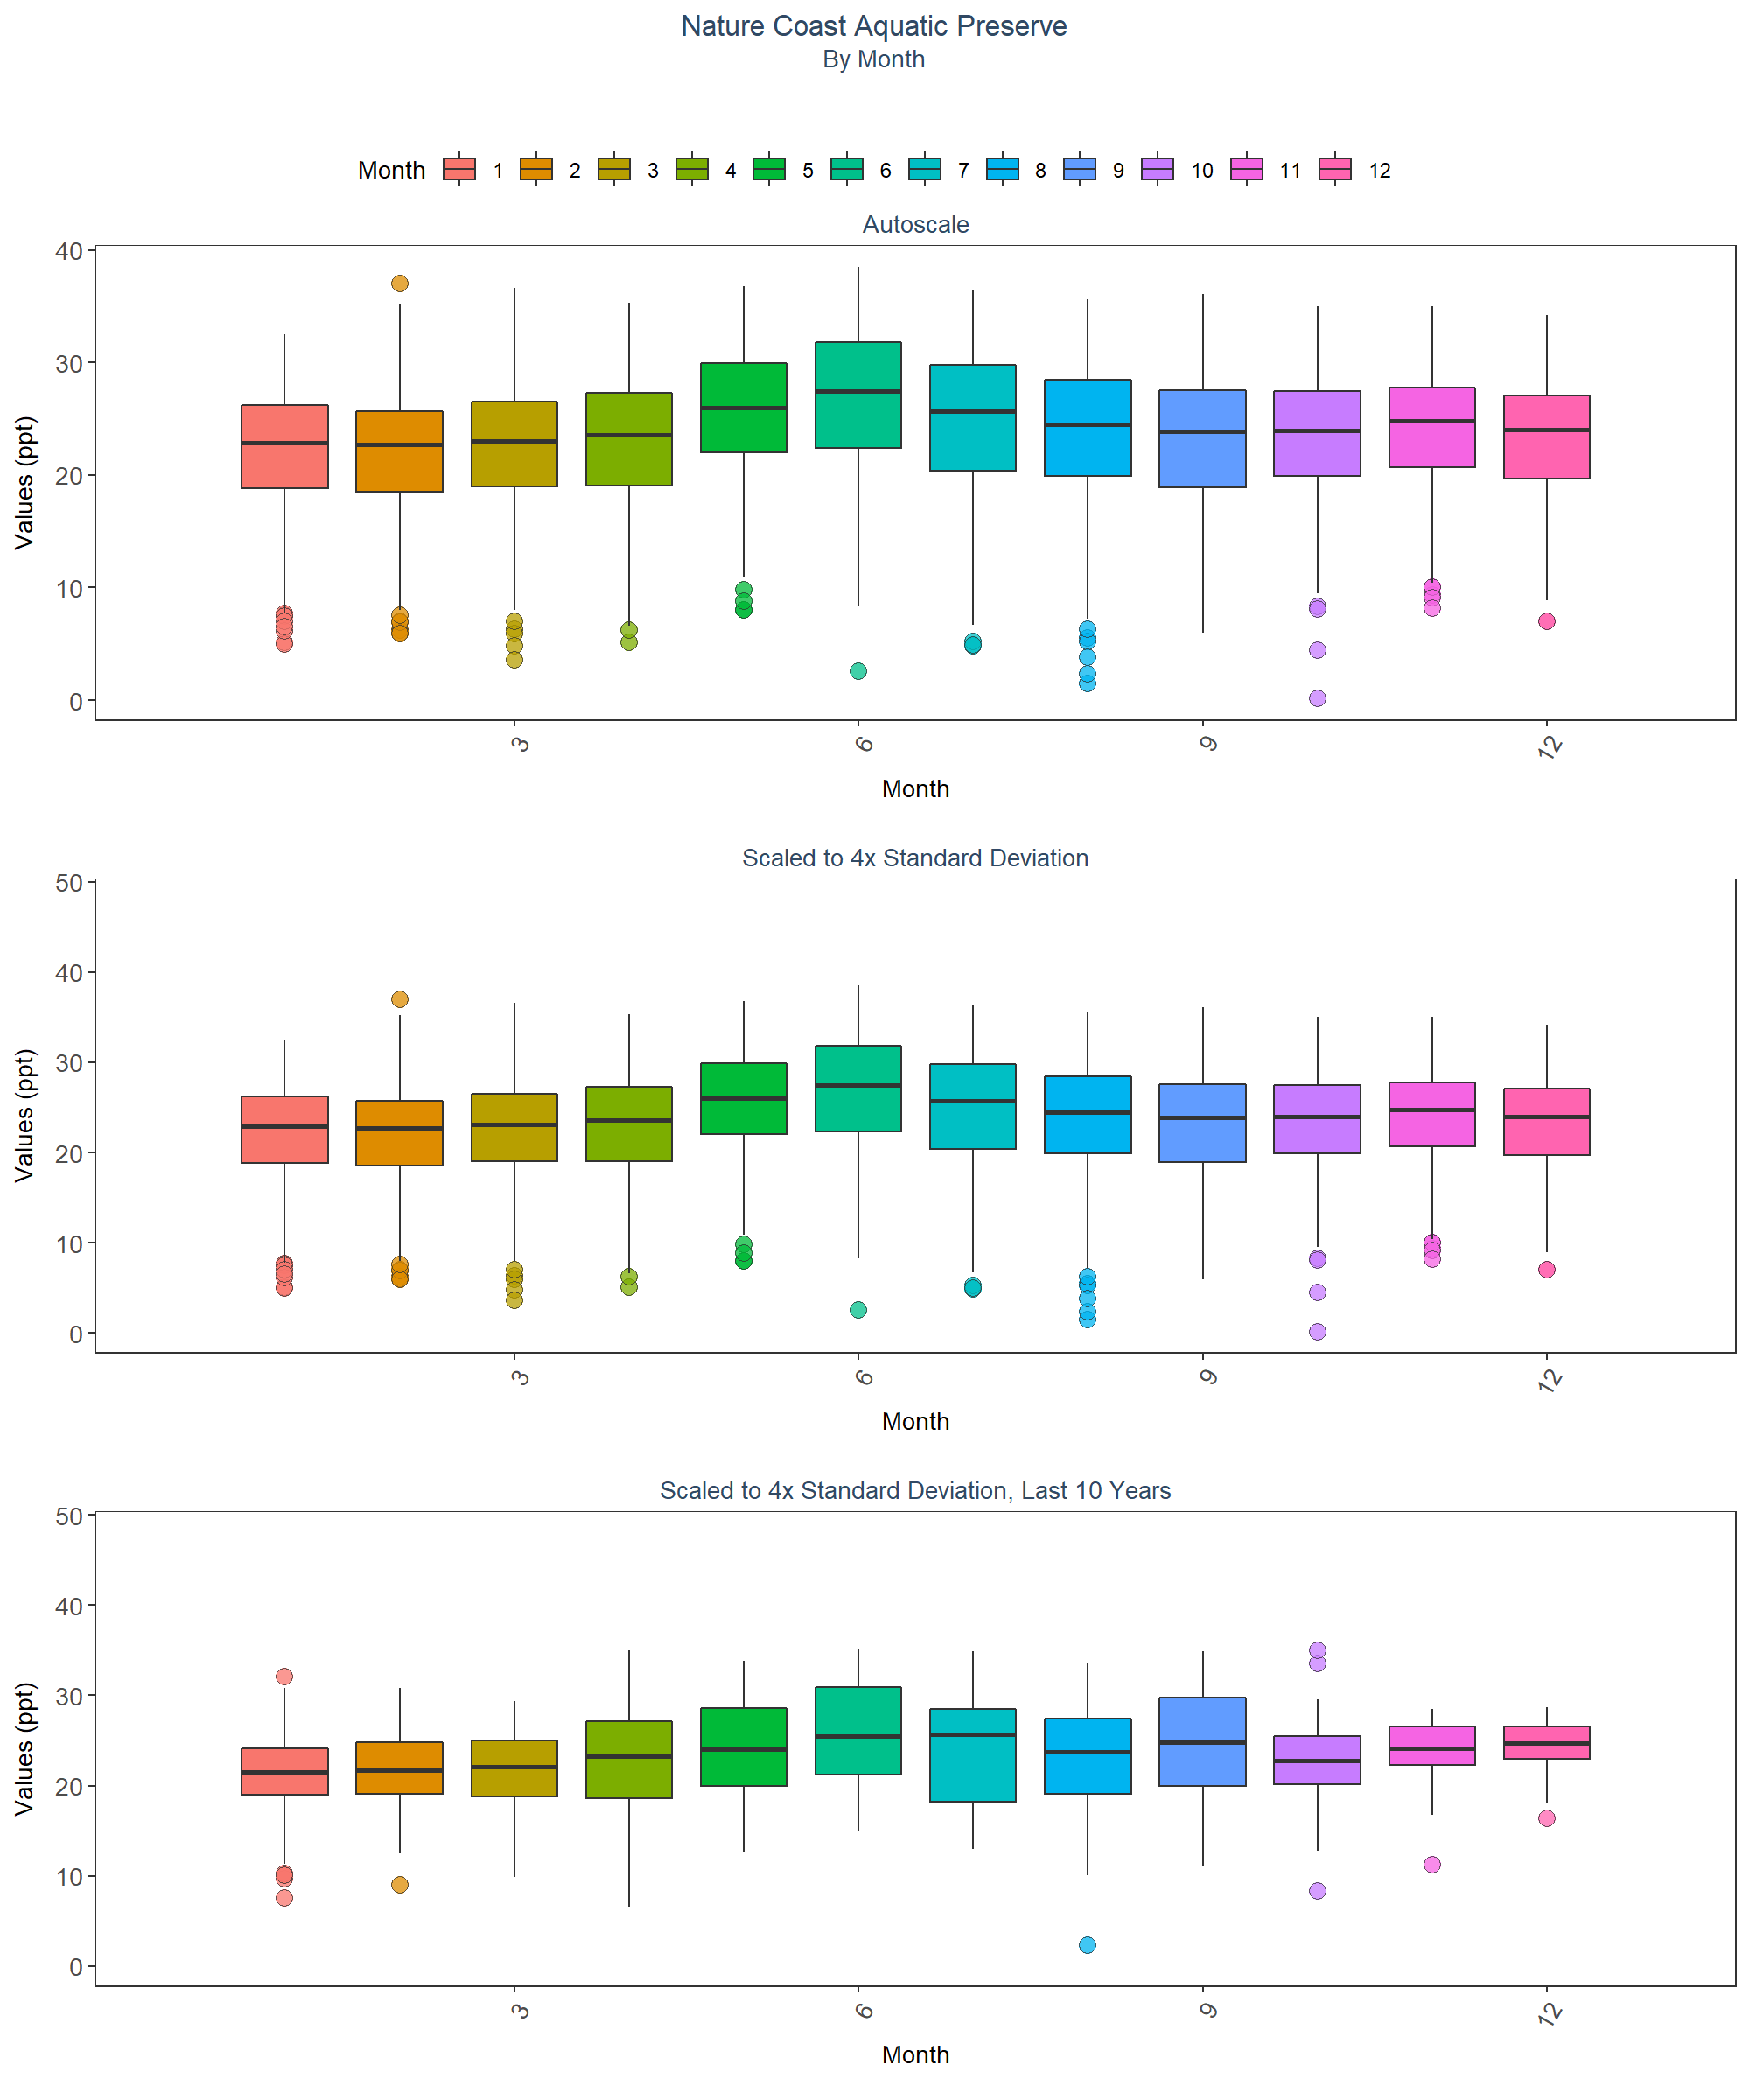 Nature Coast Aquatic Preserve
By Month
Month 1 2 3 4 5 6 7 8 9 10 11 12
Autoscale
Values (ppt)
40
30
20
10
0
3 6 9 12
Month
Scaled to 4x Standard Deviation
Values (ppt)
50
40
30
20
10
0
3 6 9 12
Month
Scaled to 4x Standard Deviation, Last 10 Years
Values (ppt)
50
40
30
20
10
0
3 6 9 12
Month